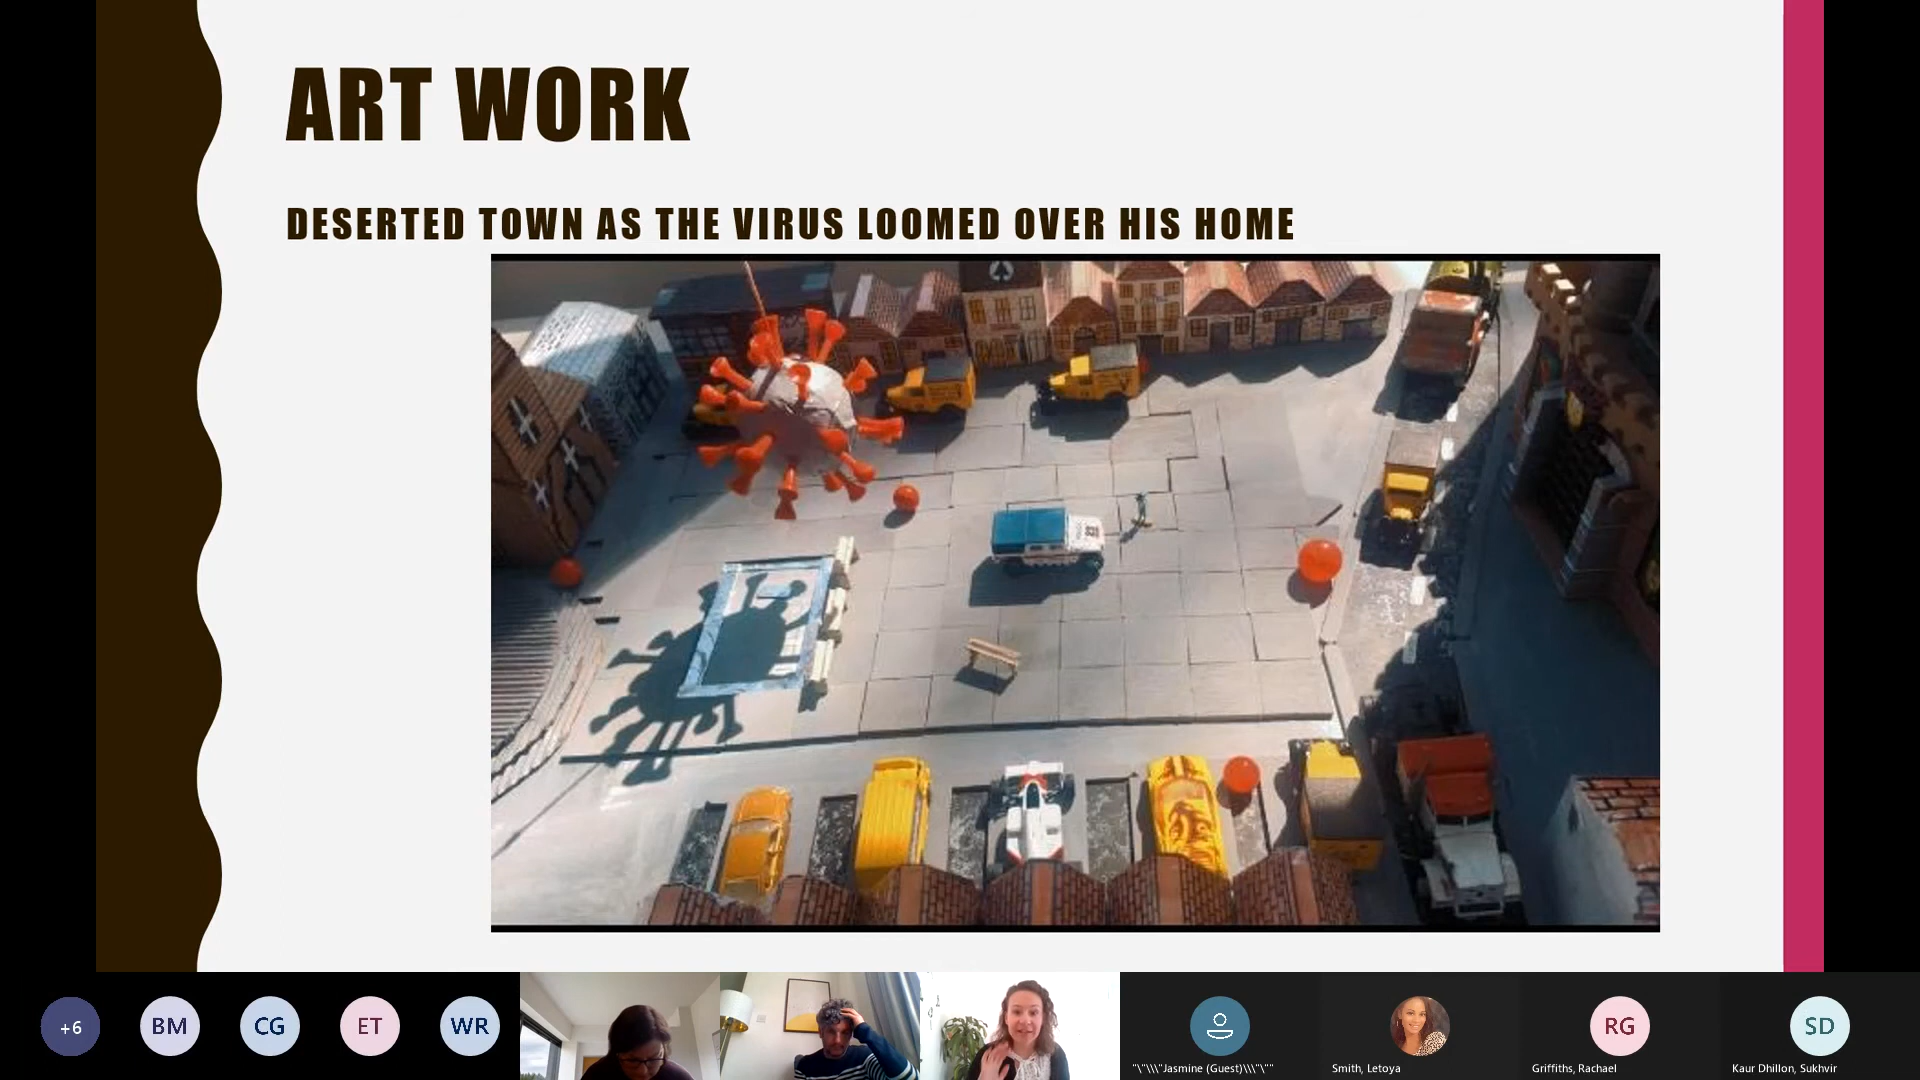 ART WORK
DESERTED TOWN AS THE VIRUS LOOMED OVER HIS HOME
+6
BM
CG
ET
WR
RG
SD
"\"\\\"Jasmine (Guest)\\\"\""
Smith, Letoya
Griffiths, Rachael
Kaur Dhillon, Sukhvir